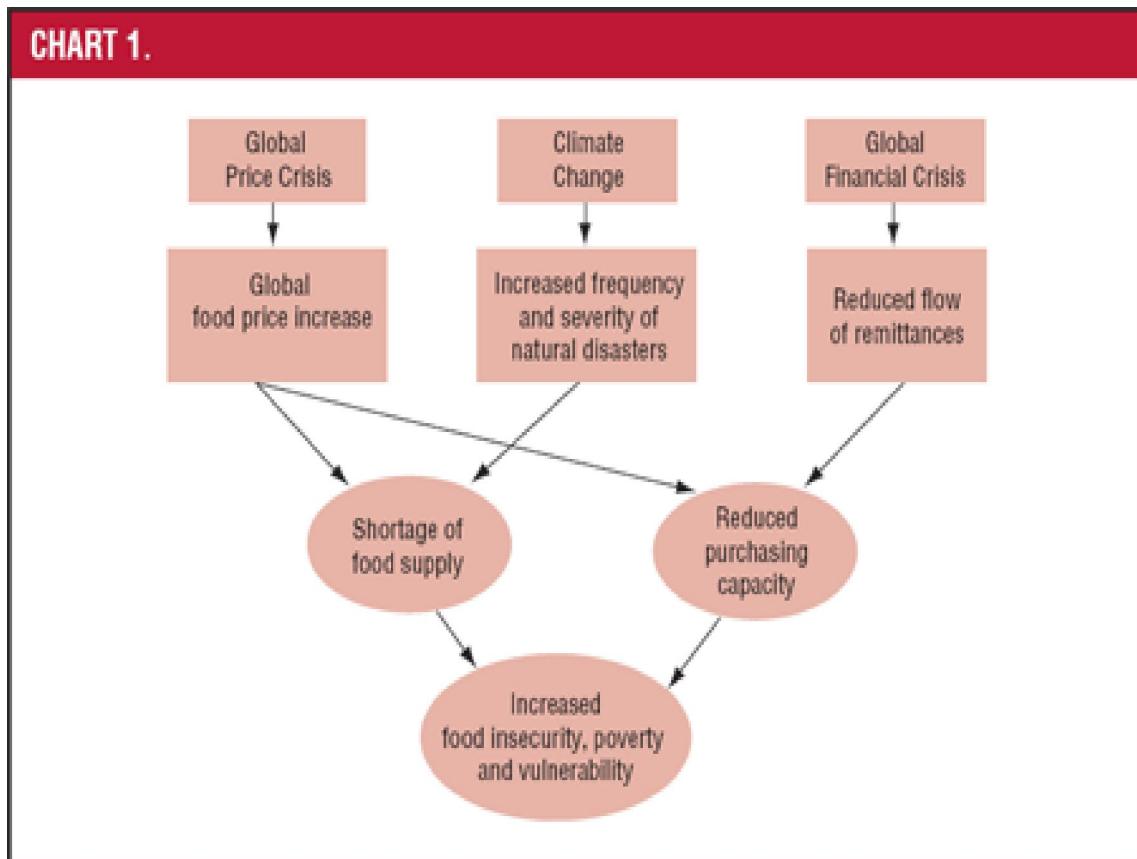 CHART 1.
Global
Price Crisis
Climate
Change
Global
Financial Crisis
Global
food price increase
Increased frequency
and severity of
natural disasters
Reduced flow
of remittances
Shortage of
food supply
Reduced
purchasing
capacity
Increased
food insecurity, poverty
and vulnerability